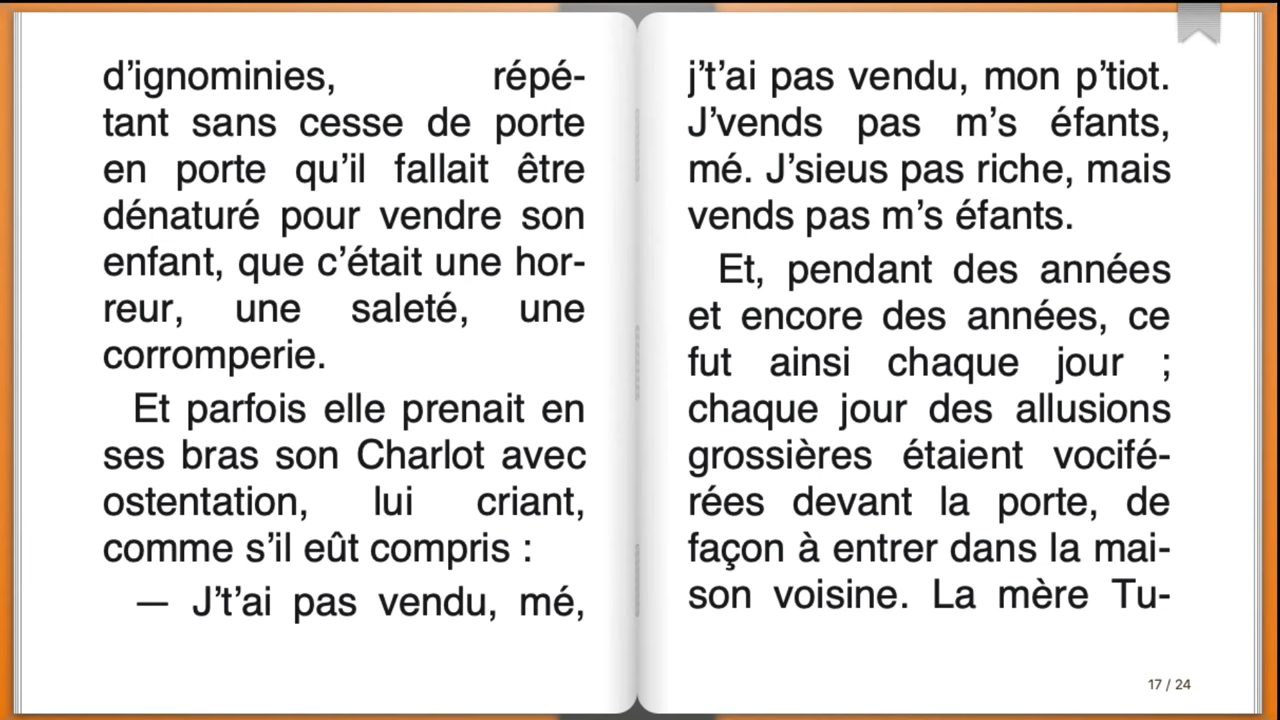 d’ignominies, répé-
tant sans cesse de porte
en porte qu’il fallait être
dénaturé pour vendre son
enfant, que c’était une hor-
reur, une saleté, une
corromperie.
Et parfois elle prenait en
ses bras son Charlot avec
ostentation, lui criant,
comme s’il eût compris :
— J’t’ai pas vendu, mé,
j’t’ai pas vendu, mon p’tiot.
J’vends pas m’s éfants,
mé. J’sieus pas riche, mais
vends pas m’s éfants.
Et, pendant des années
et encore des années, ce
fut ainsi chaque jour ;
chaque jour des allusions
grossières étaient vocifé-
rées devant la porte, de
façon à entrer dans la mai-
son voisine. La mère Tu-
17 / 24